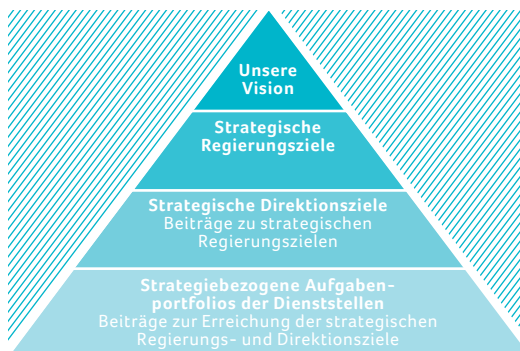 Unsere
Vision
Strategische
Regierungsziele
Strategische Direktionsziele
Beiträge zu strategischen
Regierungszielen
Strategiebezogene Aufgaben-
portfolios der Dienststellen
Beiträge zur Erreichung der strategischen
Regierungs- und Direktionsziele